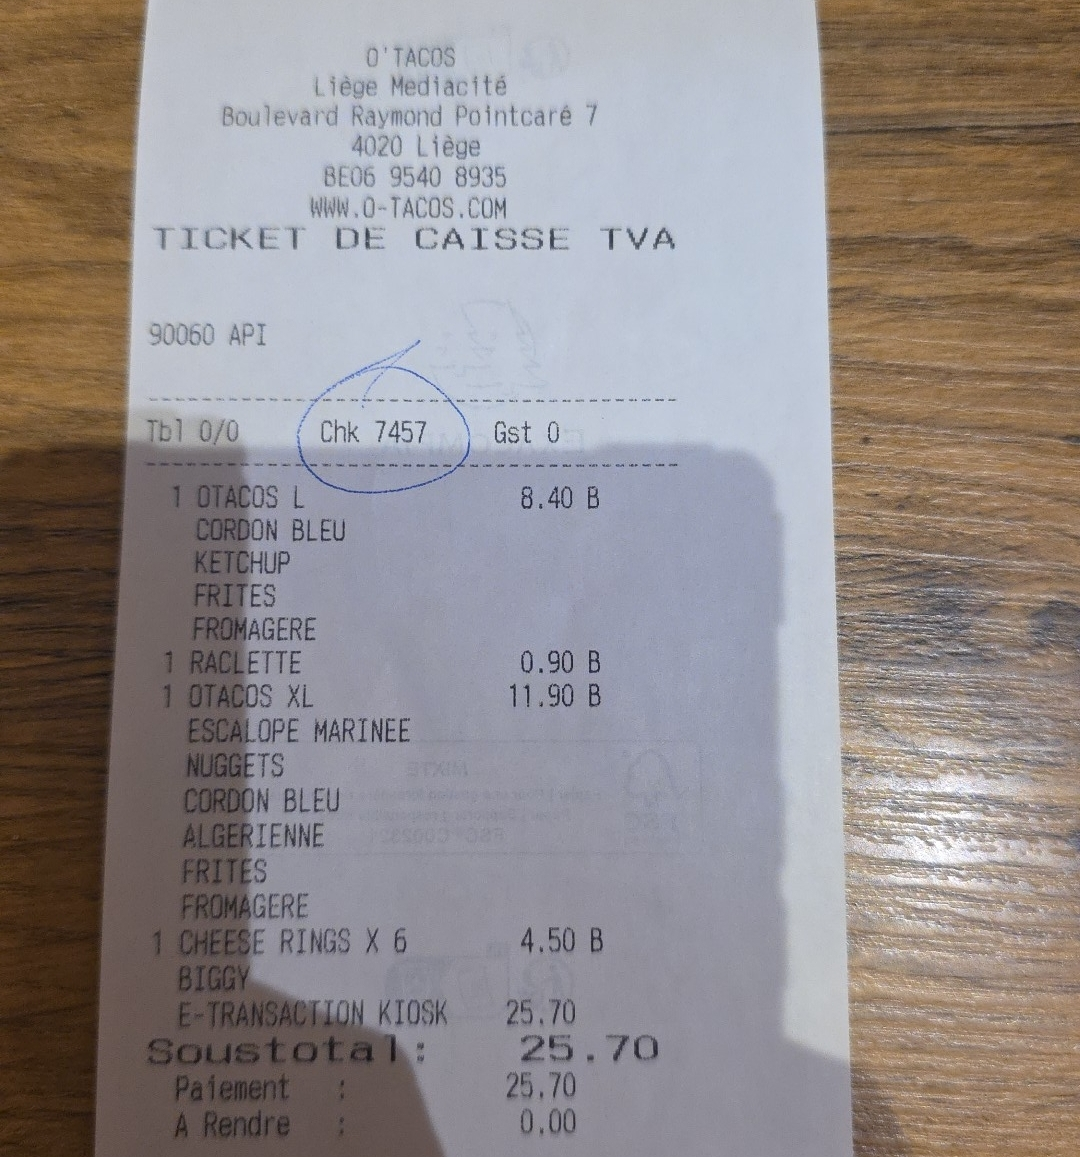 O'TACOS
Liège Mediacité
Boulevard Raymond Pointcaré 7
4020 Liège
BE06 9540 8935
WWW.O-TACOS.COM
TICKET DE CAISSE TVA
90060 API
Tbl 0/0 Chk 7457 Gst 0
1 OTACOS L 8.40 B
CORDON BLEU
KETCHUP
FRITES
FROMAGERE
1 RACLETTE 0.90 B
1 OTACOS XL 11.90 B
ESCALOPE MARINEE
NUGGETS
CORDON BLEU
ALGERIENNE
FRITES
FROMAGERE
1 CHEESE RINGS X 6 4.50 B
BIGGY
E-TRANSACTION KIOSK 25.70
Soustotal: 25.70
Paiement : 25.70
A Rendre : 0.00